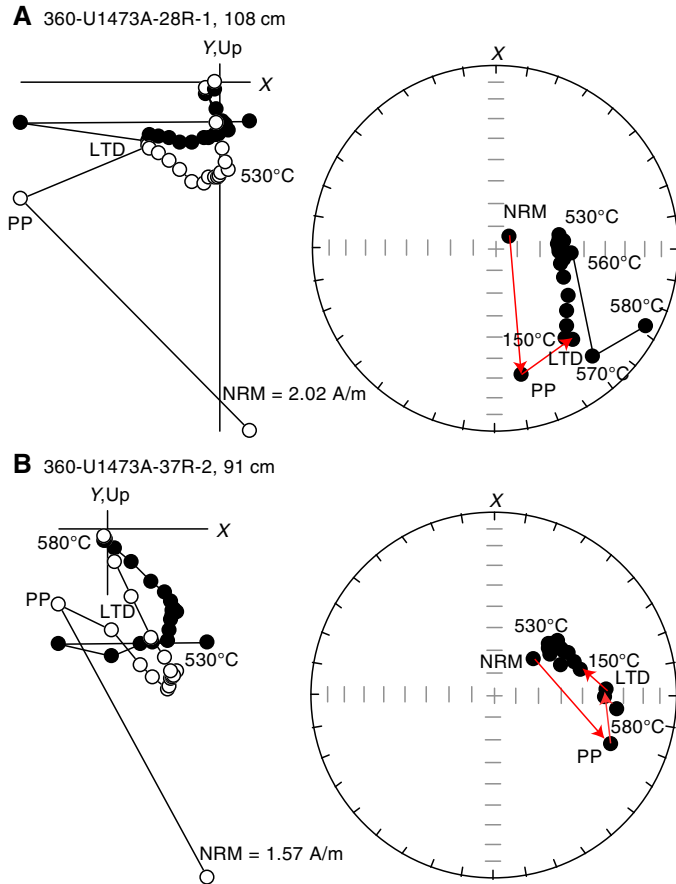 A 360-U1473A-28R-1, 108 cm
Y,Up
X
LTD
530°C
PP
NRM = 2.02 A/m
X
NRM
530°C
560°C
580°C
150°C
LTD
570°C
PP
B 360-U1473A-37R-2, 91 cm
Y,Up
X
580°C
PP
LTD
530°C
NRM = 1.57 A/m
X
530°C
NRM
150°C
LTD
580°C
PP